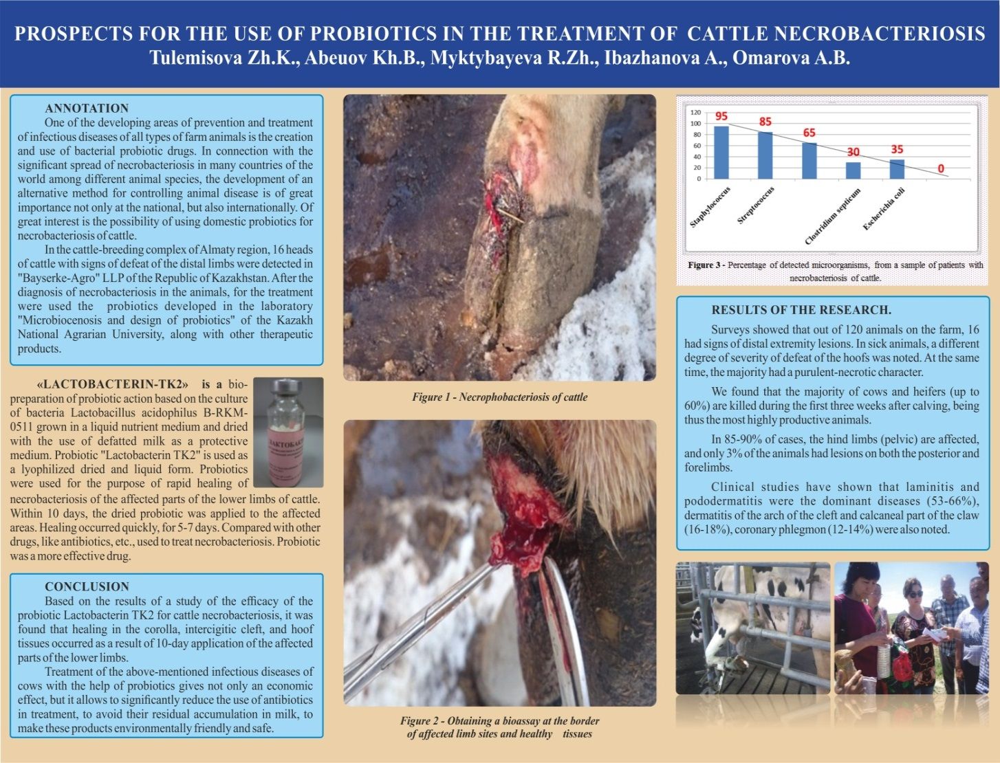 PROSPECTS FOR THE USE OF PROBIOTICS IN THE TREATMENT OF CATTLE NECROBACTERIOSIS
Tulemisova Zh.K., Abeuov Kh.B., Myktybayeva R.Zh., Ibazhanova A., Omarova A.B.
ANNOTATION
One of the developing areas of prevention and treatment
of infectious diseases of all types of farm animals is the creation
and use of bacterial probiotic drugs. In connection with the
significant spread of necrobacteriosis in many countries of the
world among different animal species, the development of an
alternative method for controlling animal disease is of great
importance not only at the national, but also internationally. Of
great interest is the possibility of using domestic probiotics for
necrobacteriosis of cattle.
In the cattle-breeding complex of Almaty region, 16 heads
of cattle with signs of defeat of the distal limbs were detected in
"Bayserke-Agro" LLP of the Republic of Kazakhstan. After the
diagnosis of necrobacteriosis in the animals, for the treatment
were used the probiotics developed in the laboratory
"Microbiocenosis and design of probiotics" of the Kazakh
National Agrarian University, along with other therapeutic
products.
«LACTOBACTERIN-TK2» is a bio-
preparation of probiotic action based on the culture
of bacteria Lactobacillus acidophilus B-RKM-
0511 grown in a liquid nutrient medium and dried
with the use of defatted milk as a protective
medium. Probiotic "Lactobacterin TK2" is used as
a lyophilized dried and liquid form. Probiotics
were used for the purpose of rapid healing of
necrobacteriosis of the affected parts of the lower limbs of cattle.
Within 10 days, the dried probiotic was applied to the affected
areas. Healing occurred quickly, for 5-7 days. Compared with other
drugs, like antibiotics, etc., used to treat necrobacteriosis. Probiotic
was a more effective drug.
CONCLUSION
Based on the results of a study of the efficacy of the
probiotic Lactobacterin TK2 for cattle necrobacteriosis, it was
found that healing in the corolla, intercigitic cleft, and hoof
tissues occurred as a result of 10-day application of the affected
parts of the lower limbs.
Treatment of the above-mentioned infectious diseases of
cows with the help of probiotics gives not only an economic
effect, but it allows to significantly reduce the use of antibiotics
in treatment, to avoid their residual accumulation in milk, to
make these products environmentally friendly and safe.
Figure 1 - Necrophobacteriosis of cattle
Figure 2 - Obtaining a bioassay at the border
of affected limb sites and healthy tissues
120
100
80
60
40
20
0
95
85
65
30
35
0
Staphylococcus
Streptococcus
Clostridium septicum
Escherichia coli
Figure 3 - Percentage of detected microorganisms, from a sample of patients with
necrobacteriosis of cattle.
RESULTS OF THE RESEARCH.
Surveys showed that out of 120 animals on the farm, 16
had signs of distal extremity lesions. In sick animals, a different
degree of severity of defeat of the hoofs was noted. At the same
time, the majority had a purulent-necrotic character.
We found that the majority of cows and heifers (up to
60%) are killed during the first three weeks after calving, being
thus the most highly productive animals.
In 85-90% of cases, the hind limbs (pelvic) are affected,
and only 3% of the animals had lesions on both the posterior and
forelimbs.
Clinical studies have shown that laminitis and
pododermatitis were the dominant diseases (53-66%),
dermatitis of the arch of the cleft and calcaneal part of the claw
(16-18%), coronary phlegmon (12-14%) were also noted.